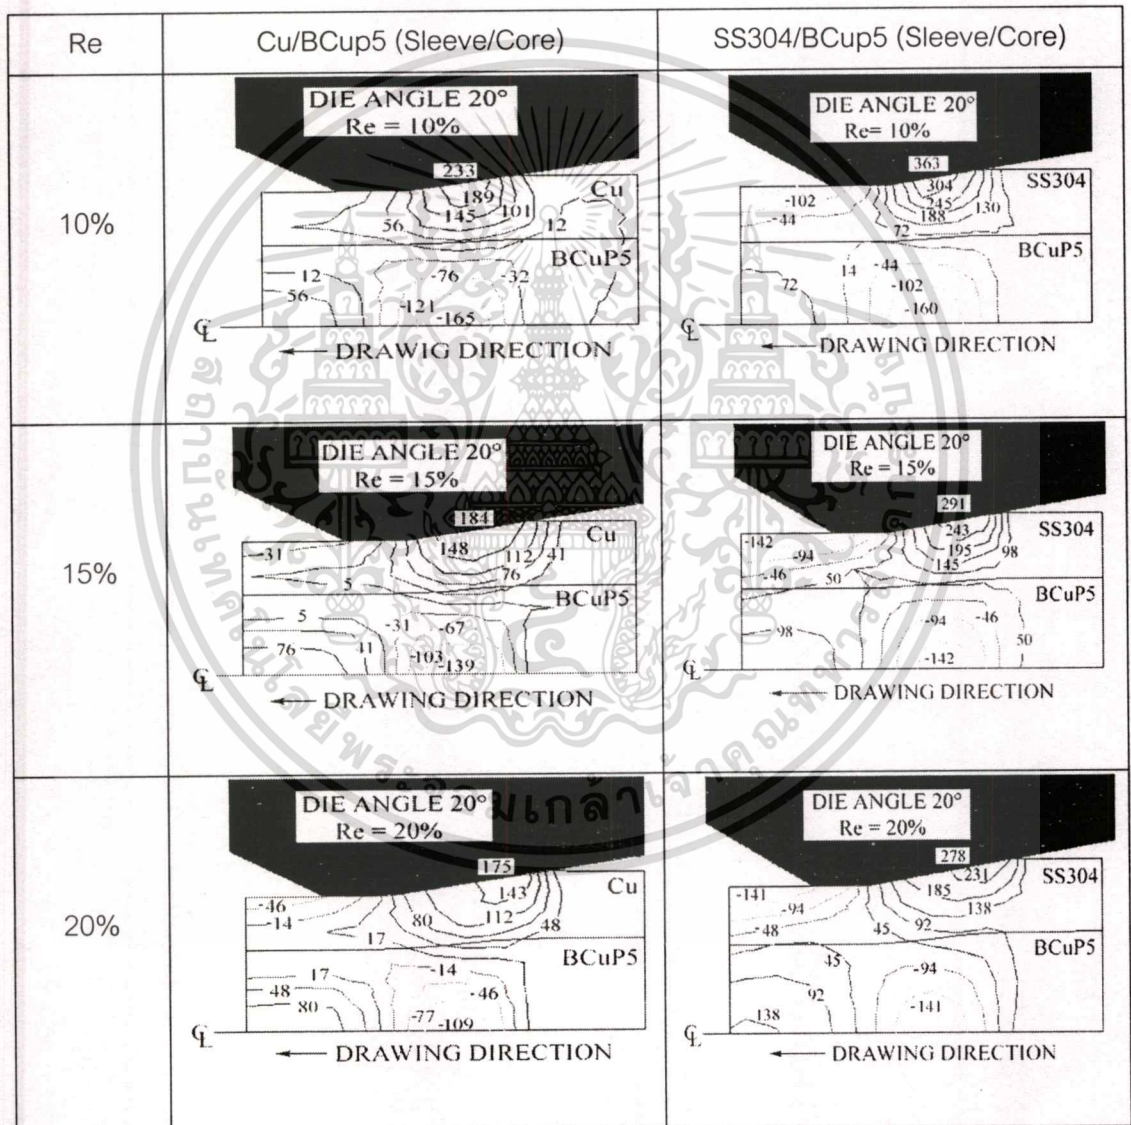 Re
Cu/BCup5 (Sleeve/Core)
SS304/BCup5 (Sleeve/Core)
10%
DIE ANGLE 20°
Re = 10%
233
189
Cu
145
101
56
12
BCuP5
12
-76
-32
56
-121
-165
℄
← DRAWIG DIRECTION
DIE ANGLE 20°
Re= 10%
363
304
SS304
-102
245
130
-44
188
72
BCuP5
14
-44
72
-102
-160
℄
← DRAWING DIRECTION
15%
DIE ANGLE 20°
Re = 15%
184
Cu
-31
148
112
41
5
76
BCuP5
5
-31
-67
76
41
-103
-139
℄
← DRAWING DIRECTION
DIE ANGLE 20°
Re = 15%
291
243
SS304
-142
-94
195
98
-46
50
145
BCuP5
-94
-46
98
50
-142
℄
← DRAWING DIRECTION
20%
DIE ANGLE 20°
Re = 20%
175
143
Cu
-46
-14
80
112
48
17
BCuP5
17
-14
48
-46
80
-77
-109
℄
← DRAWING DIRECTION
DIE ANGLE 20°
Re = 20%
278
231
SS304
-141
185
-94
138
-48
45
92
BCuP5
45
-94
92
138
-141
℄
← DRAWING DIRECTION